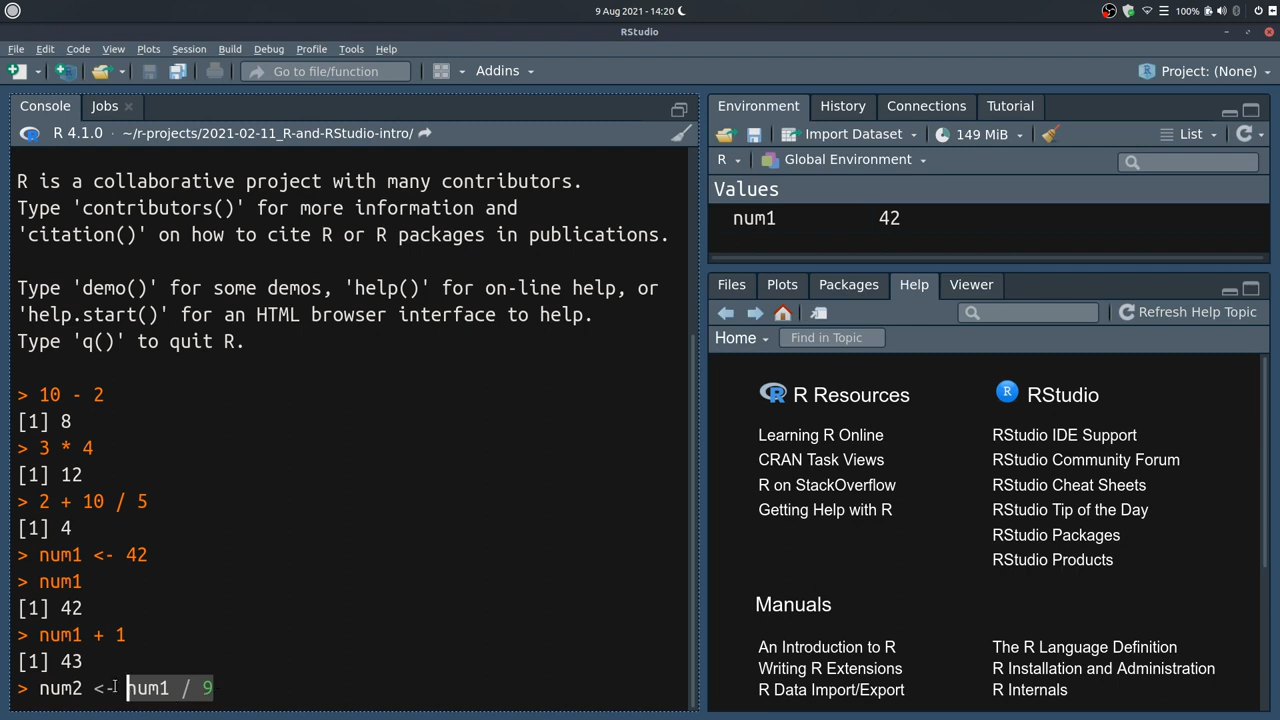 9 Aug 2021 - 14:20
100%
RStudio
File Edit Code View Plots Session Build Debug Profile Tools Help
Go to file/function
Addins
Project: (None)
Console Jobs
R 4.1.0 · ~/r-projects/2021-02-11_R-and-RStudio-intro/
R is a collaborative project with many contributors.
Type 'contributors()' for more information and
'citation()' on how to cite R or R packages in publications.
Type 'demo()' for some demos, 'help()' for on-line help, or
'help.start()' for an HTML browser interface to help.
Type 'q()' to quit R.
> 10 - 2
[1] 8
> 3 * 4
[1] 12
> 2 + 10 / 5
[1] 4
> num1 <- 42
> num1
[1] 42
> num1 + 1
[1] 43
> num2 <- num1 / 9
Environment History Connections Tutorial
Import Dataset 149 MiB List
R Global Environment
Values
num1 42
Files Plots Packages Help Viewer
Refresh Help Topic
Home Find in Topic
R Resources
Learning R Online
CRAN Task Views
R on StackOverflow
Getting Help with R
RStudio
RStudio IDE Support
RStudio Community Forum
RStudio Cheat Sheets
RStudio Tip of the Day
RStudio Packages
RStudio Products
Manuals
An Introduction to R
Writing R Extensions
R Data Import/Export
The R Language Definition
R Installation and Administration
R Internals